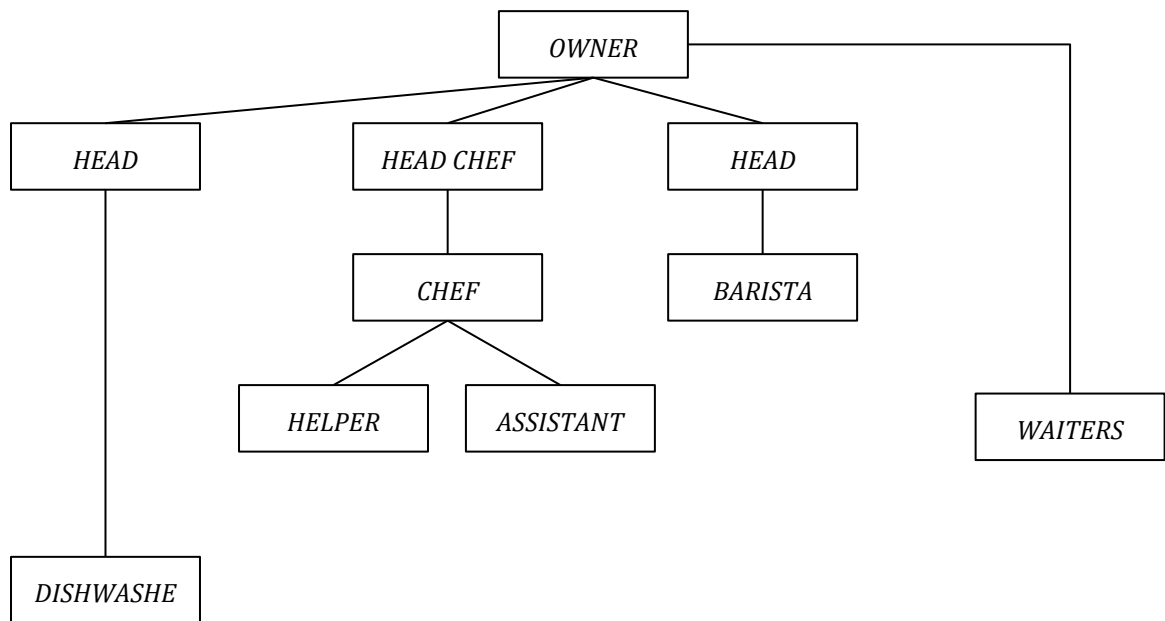 OWNER
HEAD
HEAD CHEF
HEAD
CHEF
BARISTA
HELPER
ASSISTANT
WAITERS
DISHWASHE